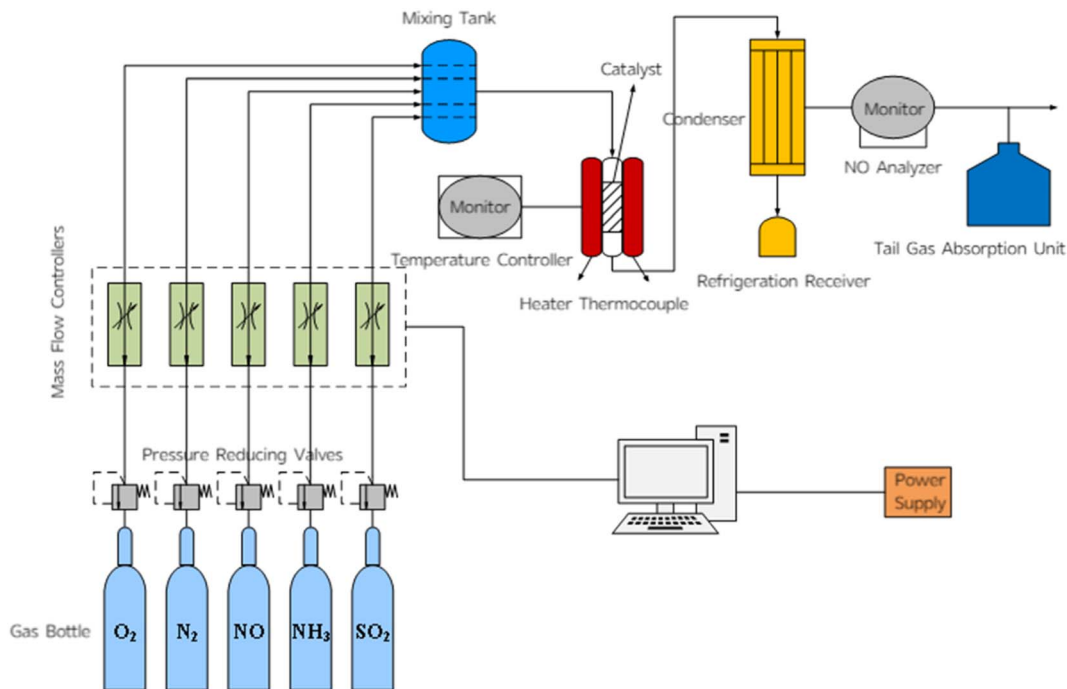 Mixing Tank
Catalyst
Condenser
Monitor
NO Analyzer
Tail Gas Absorption Unit
Monitor
Temperature Controller
Heater Thermocouple
Refrigeration Receiver
Mass Flow Controllers
Pressure Reducing Valves
Power
Supply
Gas Bottle
O₂
N₂
NO
NH₃
SO₂